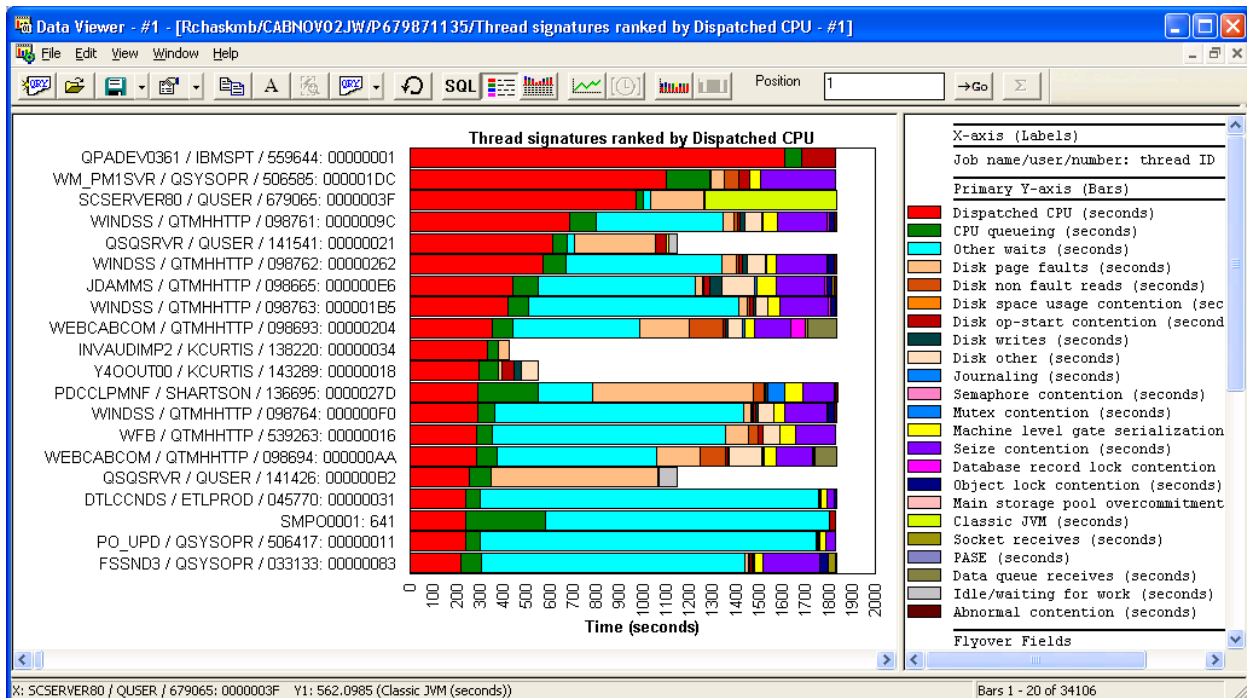 Data Viewer - #1 - [Rchaskmb/CABNOV02JW/P679871135/Thread signatures ranked by Dispatched CPU - #1]
File Edit View Window Help
QRY A QRY SQL Position 1 →Go Σ
Thread signatures ranked by Dispatched CPU
QPADEV0361 / IBMSPT / 559644: 00000001
WM_PM1SVR / QSYSOPR / 506585: 000001DC
SCSERVER80 / QUSER / 679065: 0000003F
WINDSS / QTMHHTTP / 098761: 0000009C
QSQSRVR / QUSER / 141541: 00000021
WINDSS / QTMHHTTP / 098762: 00000262
JDAMMS / QTMHHTTP / 098665: 000000E6
WINDSS / QTMHHTTP / 098763: 000001B5
WEBCABCOM / QTMHHTTP / 098693: 00000204
INVAUDIMP2 / KCURTIS / 138220: 00000034
Y4OOUT00 / KCURTIS / 143289: 00000018
PDCCLPMNF / SHARTSON / 136695: 0000027D
WINDSS / QTMHHTTP / 098764: 000000F0
WFB / QTMHHTTP / 539263: 00000016
WEBCABCOM / QTMHHTTP / 098694: 000000AA
QSQSRVR / QUSER / 141426: 000000B2
DTLCCNDS / ETLPROD / 045770: 00000031
SMPO0001: 641
PO_UPD / QSYSOPR / 506417: 00000011
FSSND3 / QSYSOPR / 033133: 00000083
0 100 200 300 400 500 600 700 800 900 1000 1100 1200 1300 1400 1500 1600 1700 1800 1900 2000
Time (seconds)
X-axis (Labels)
Job name/user/number: thread ID
Primary Y-axis (Bars)
Dispatched CPU (seconds)
CPU queueing (seconds)
Other waits (seconds)
Disk page faults (seconds)
Disk non fault reads (seconds)
Disk space usage contention (sec
Disk op-start contention (second
Disk writes (seconds)
Disk other (seconds)
Journaling (seconds)
Semaphore contention (seconds)
Mutex contention (seconds)
Machine level gate serialization
Seize contention (seconds)
Database record lock contention
Object lock contention (seconds)
Main storage pool overcommitment
Classic JVM (seconds)
Socket receives (seconds)
PASE (seconds)
Data queue receives (seconds)
Idle/waiting for work (seconds)
Abnormal contention (seconds)
Flyover Fields
X: SCSERVER80 / QUSER / 679065: 0000003F Y1: 562.0985 (Classic JVM (seconds))
Bars 1 - 20 of 34106